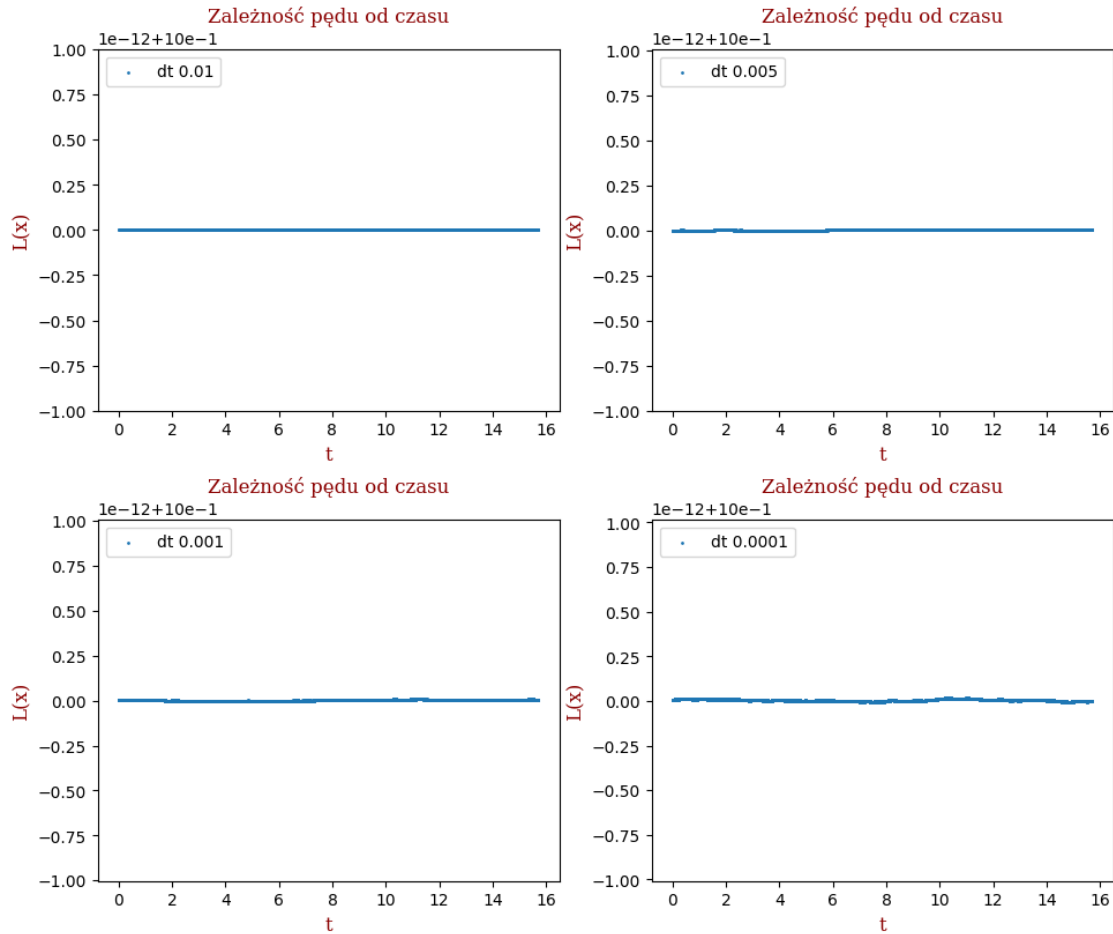 Zależność pędu od czasu
1e−12+10e−1
dt 0.01
1.00
0.75
0.50
0.25
0.00
−0.25
−0.50
−0.75
−1.00
L(x)
0 2 4 6 8 10 12 14 16
t
Zależność pędu od czasu
1e−12+10e−1
dt 0.005
1.00
0.75
0.50
0.25
0.00
−0.25
−0.50
−0.75
−1.00
L(x)
0 2 4 6 8 10 12 14 16
t
Zależność pędu od czasu
1e−12+10e−1
dt 0.001
1.00
0.75
0.50
0.25
0.00
−0.25
−0.50
−0.75
−1.00
L(x)
0 2 4 6 8 10 12 14 16
t
Zależność pędu od czasu
1e−12+10e−1
dt 0.0001
1.00
0.75
0.50
0.25
0.00
−0.25
−0.50
−0.75
−1.00
L(x)
0 2 4 6 8 10 12 14 16
t